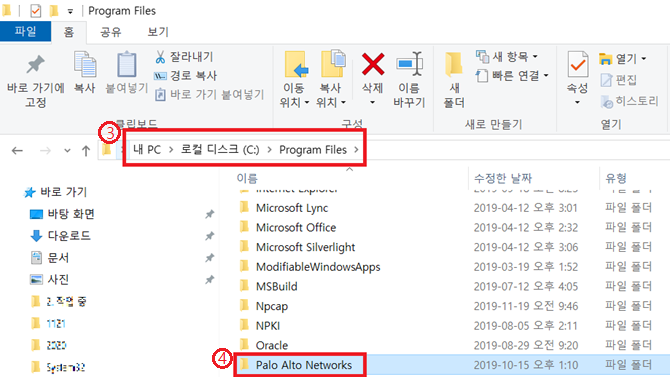 Program Files
파일 홈 공유 보기
바로 가기에 고정
복사
붙여넣기
잘라내기
경로 복사
바로 가기 붙여넣기
클립보드
이동 위치
복사 위치
삭제
이름 바꾸기
구성
새 폴더
새 항목
빠른 연결
새로 만들기
속성
열기
편집
히스토리
열기
③
내 PC > 로컬 디스크 (C:) > Program Files >
바로 가기
바탕 화면
다운로드
문서
사진
2. 작업 중
1121
2020
System32
이름 수정한 날짜 유형
Internet Explorer 파일 폴더
Microsoft Lync 2019-04-12 오후 3:01 파일 폴더
Microsoft Office 2019-04-12 오후 2:32 파일 폴더
Microsoft Silverlight 2019-04-12 오후 3:06 파일 폴더
ModifiableWindowsApps 2019-03-19 오후 1:52 파일 폴더
MSBuild 2019-07-12 오후 4:05 파일 폴더
Npcap 2019-11-19 오전 9:46 파일 폴더
NPKI 2019-08-05 오후 2:11 파일 폴더
Oracle 2019-08-29 오전 9:20 파일 폴더
④
Palo Alto Networks 2019-10-15 오후 1:10 파일 폴더